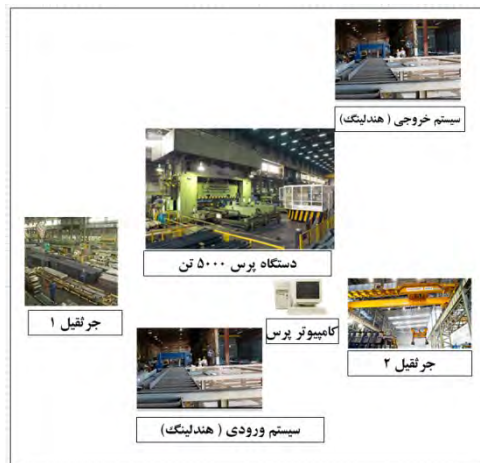 سیستم خروجی ( هندلینگ)
دستگاه پرس ۵۰۰۰ تن
جرثقیل ۱
کامپیوتر پرس
جرثقیل ۲
سیستم ورودی ( هندلینگ)